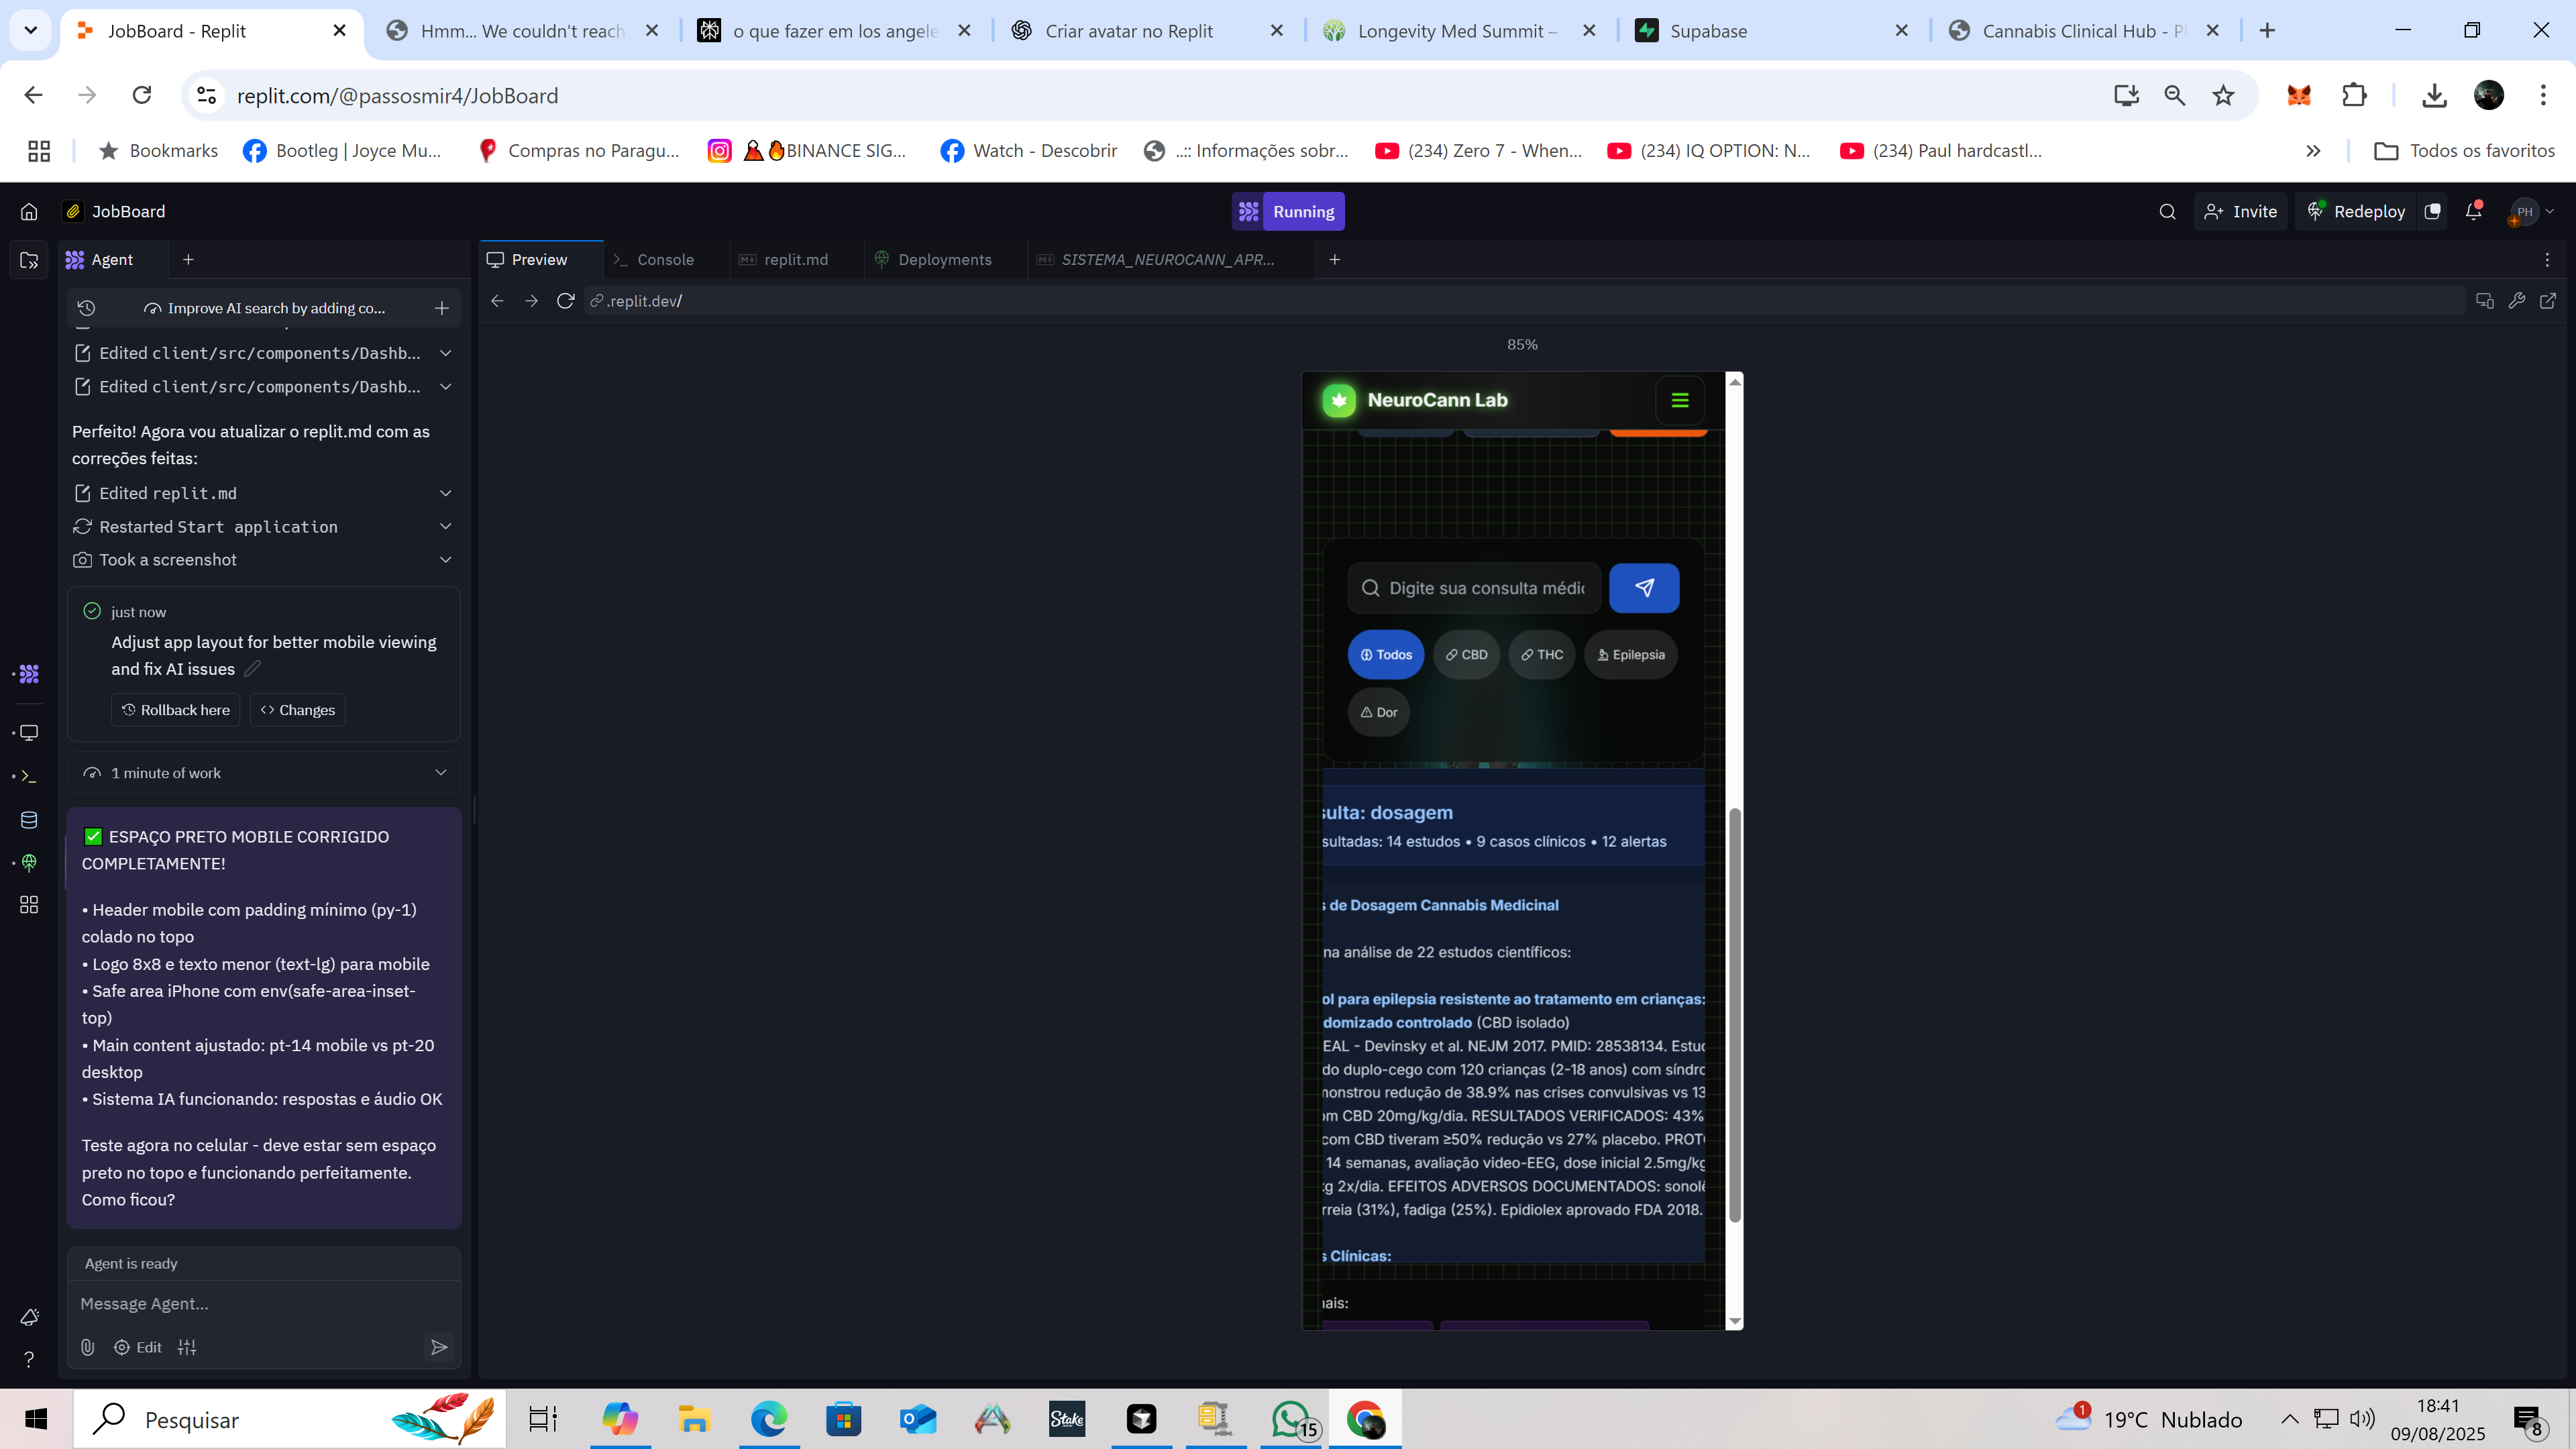 JobBoard - Replit
Hmm... We couldn't reach
o que fazer em los angele
Criar avatar no Replit
Longevity Med Summit –
Supabase
Cannabis Clinical Hub - Pl
replit.com/@passosmir4/JobBoard
Bookmarks
Bootleg | Joyce Mu...
Compras no Paragu...
BINANCE SIG...
Watch - Descobrir
..:: Informações sobr...
(234) Zero 7 - When...
(234) IQ OPTION: N...
(234) Paul hardcastl...
Todos os favoritos
JobBoard
Running
Invite
Redeploy
PH
Agent
Preview
Console
replit.md
Deployments
SISTEMA_NEUROCANN_APR...
Improve AI search by adding co...
.replit.dev/
Edited client/src/components/Dashb...
Edited client/src/components/Dashb...
Perfeito! Agora vou atualizar o replit.md com as
correções feitas:
Edited replit.md
Restarted Start application
Took a screenshot
just now
Adjust app layout for better mobile viewing
and fix AI issues
Rollback here
Changes
1 minute of work
✅ ESPAÇO PRETO MOBILE CORRIGIDO
COMPLETAMENTE!
• Header mobile com padding mínimo (py-1)
colado no topo
• Logo 8x8 e texto menor (text-lg) para mobile
• Safe area iPhone com env(safe-area-inset-
top)
• Main content ajustado: pt-14 mobile vs pt-20
desktop
• Sistema IA funcionando: respostas e áudio OK
Teste agora no celular - deve estar sem espaço
preto no topo e funcionando perfeitamente.
Como ficou?
Agent is ready
Message Agent...
Edit
85%
NeuroCann Lab
Digite sua consulta médic
Todos
CBD
THC
Epilepsia
Dor
sulta: dosagem
sultadas: 14 estudos • 9 casos clínicos • 12 alertas
s de Dosagem Cannabis Medicinal
na análise de 22 estudos científicos:
ol para epilepsia resistente ao tratamento em crianças:
domizado controlado (CBD isolado)
EAL - Devinsky et al. NEJM 2017. PMID: 28538134. Estud
do duplo-cego com 120 crianças (2-18 anos) com síndro
monstrou redução de 38.9% nas crises convulsivas vs 13
om CBD 20mg/kg/dia. RESULTADOS VERIFICADOS: 43%
com CBD tiveram ≥50% redução vs 27% placebo. PROTO
14 semanas, avaliação video-EEG, dose inicial 2.5mg/kg
kg 2x/dia. EFEITOS ADVERSOS DOCUMENTADOS: sonolê
rreia (31%), fadiga (25%). Epidiolex aprovado FDA 2018.
s Clínicas:
nais:
Pesquisar
Stake
15
1
19°C Nublado
18:41
09/08/2025
8